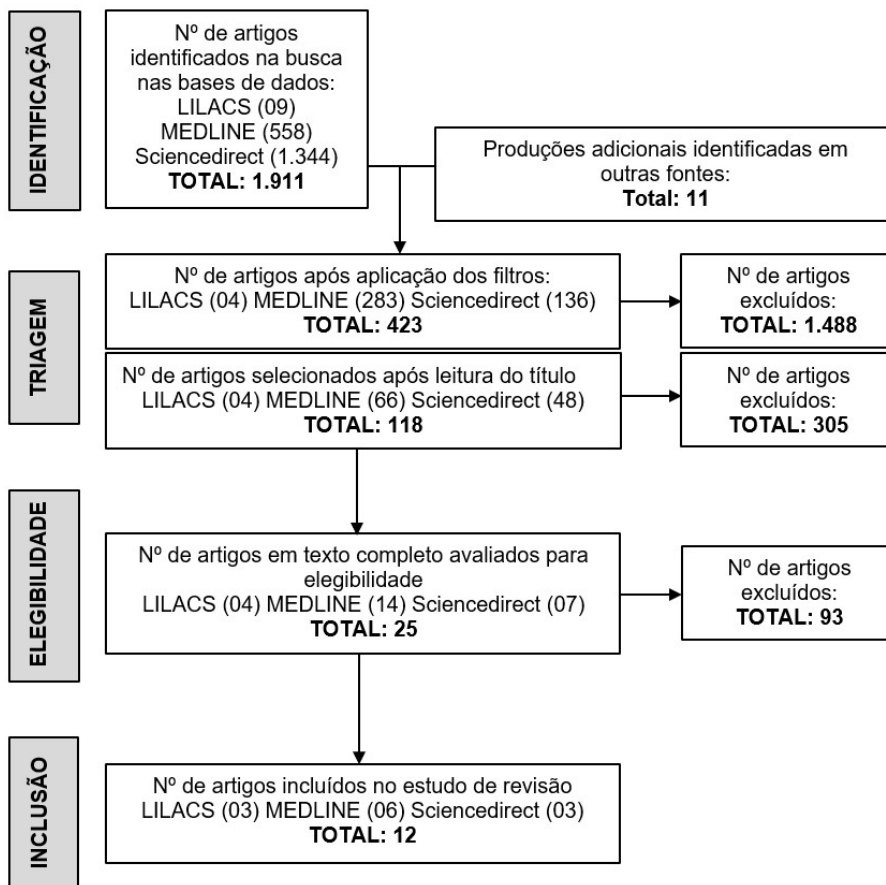 IDENTIFICAÇÃO
Nº de artigos
identificados na busca
nas bases de dados:
LILACS (09)
MEDLINE (558)
Sciencedirect (1.344)
TOTAL: 1.911
Produções adicionais identificadas em
outras fontes:
Total: 11
TRIAGEM
Nº de artigos após aplicação dos filtros:
LILACS (04) MEDLINE (283) Sciencedirect (136)
TOTAL: 423
Nº de artigos
excluídos:
TOTAL: 1.488
Nº de artigos selecionados após leitura do título
LILACS (04) MEDLINE (66) Sciencedirect (48)
TOTAL: 118
Nº de artigos
excluídos:
TOTAL: 305
ELEGIBILIDADE
Nº de artigos em texto completo avaliados para
elegibilidade
LILACS (04) MEDLINE (14) Sciencedirect (07)
TOTAL: 25
Nº de artigos
excluídos:
TOTAL: 93
INCLUSÃO
Nº de artigos incluídos no estudo de revisão
LILACS (03) MEDLINE (06) Sciencedirect (03)
TOTAL: 12